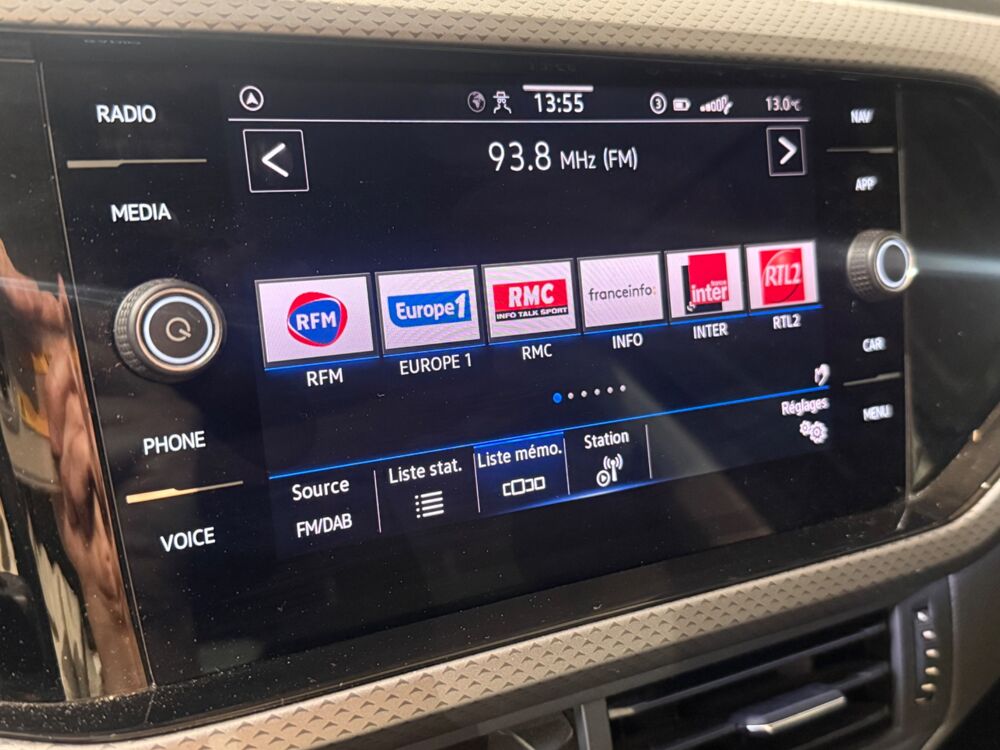 RADIO
MEDIA
PHONE
VOICE
3
13:55
13.0°C
93.8 MHz (FM)
RFM
Europe 1
RMC
INFO TALK SPORT
franceinfo:
france
inter
RTL2
RFM
EUROPE 1
RMC
INFO
INTER
RTL2
Source
FM/DAB
Liste stat.
Liste mémo.
Station
Réglages
NAV
APP
CAR
MENU